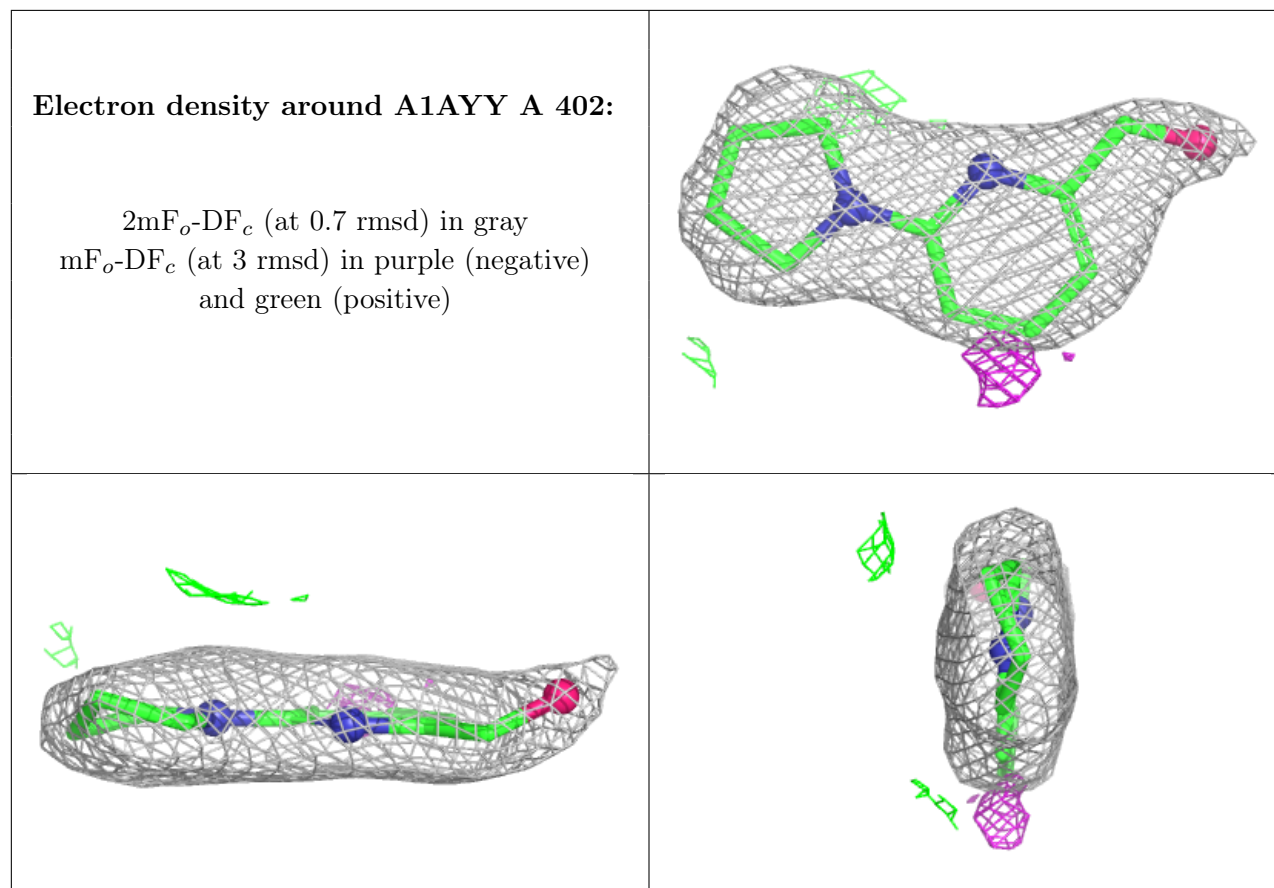 Electron density around A1AYY A 402:
2mFₒ-DF𝒸 (at 0.7 rmsd) in gray
mFₒ-DF𝒸 (at 3 rmsd) in purple (negative)
and green (positive)